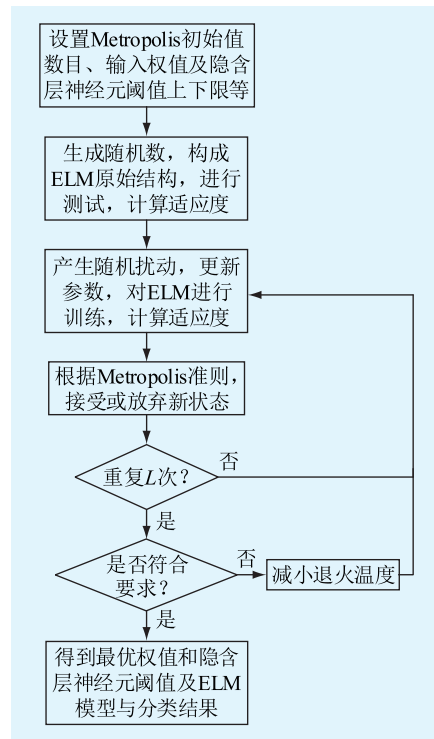 设置Metropolis初始值
数目、输入权值及隐含
层神经元阈值上下限等
生成随机数，构成
ELM原始结构，进行
测试，计算适应度
产生随机扰动，更新
参数，对ELM进行
训练，计算适应度
根据Metropolis准则，
接受或放弃新状态
重复L次？
否
是
是否符合
要求？
否
减小退火温度
是
得到最优权值和隐含
层神经元阈值及ELM
模型与分类结果